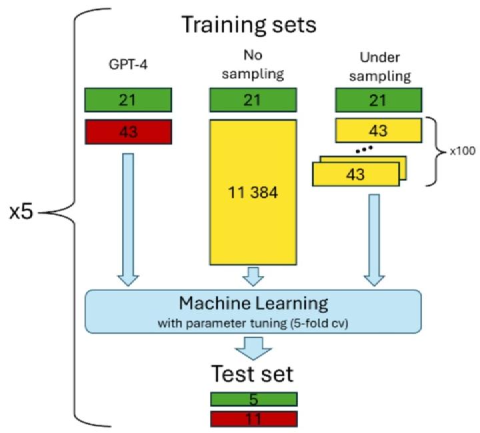 Training sets
GPT-4
No
sampling
Under
sampling
21
21
21
43
43
x100
43
11 384
x5
Machine Learning
with parameter tuning (5-fold cv)
Test set
5
11